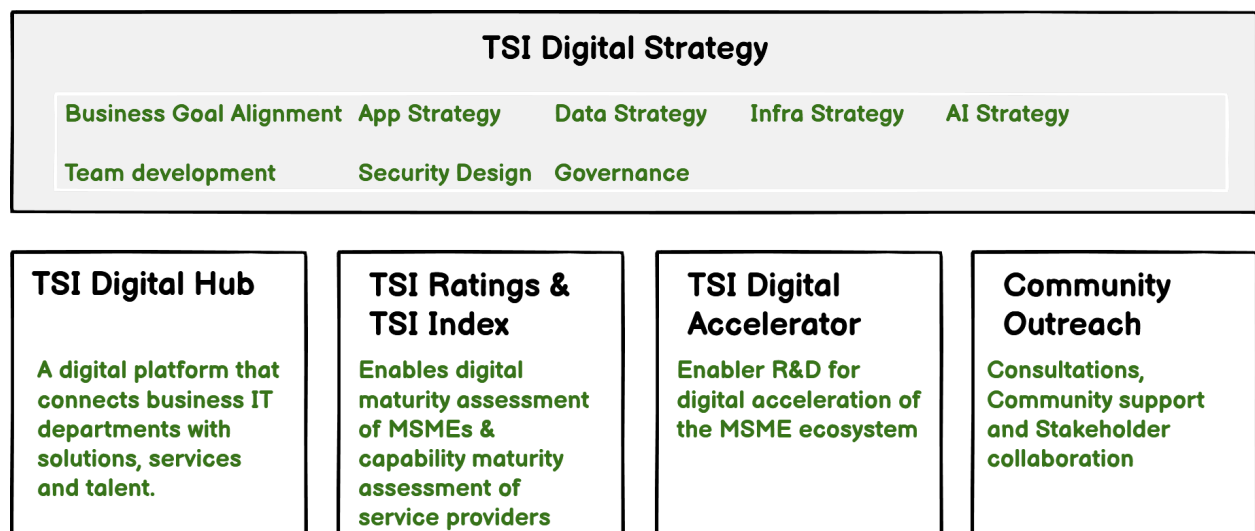 TSI Digital Strategy
Business Goal Alignment App Strategy Data Strategy Infra Strategy AI Strategy
Team development Security Design Governance
TSI Digital Hub
A digital platform that
connects business IT
departments with
solutions, services
and talent.
TSI Ratings &
TSI Index
Enables digital
maturity assessment
of MSMEs &
capability maturity
assessment of
service providers
TSI Digital
Accelerator
Enabler R&D for
digital acceleration of
the MSME ecosystem
Community
Outreach
Consultations,
Community support
and Stakeholder
collaboration